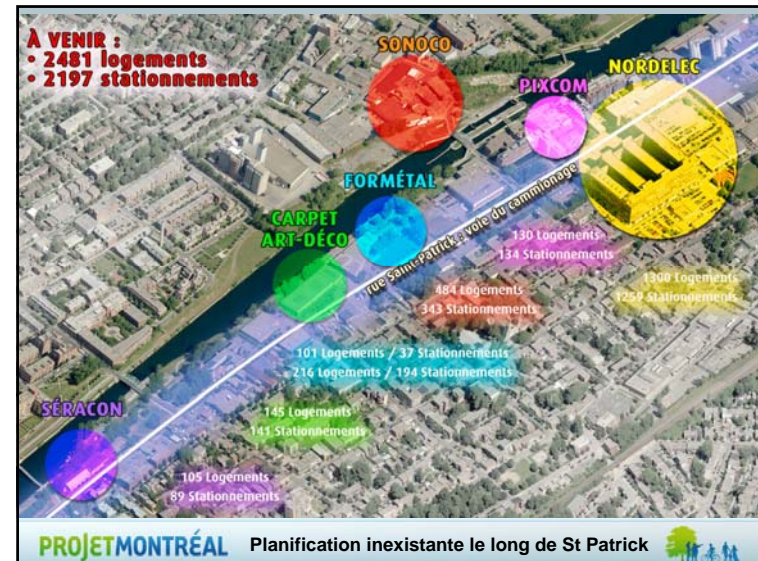 À VENIR :
• 2481 logements
• 2197 stationnements
SONOCO
PIXCOM
NORDELEC
FORMÉTAL
CARPET
ART-DÉCO
rue Saint-Patrick : voie du cammionage
130 Logements
134 Stationnements
1300 Logements
1259 Stationnements
484 Logements
343 Stationnements
101 Logements / 37 Stationnements
216 Logements / 194 Stationnements
SÉRACON
145 Logements
141 Stationnements
105 Logements
89 Stationnements
PROJETMONTRÉAL Planification inexistante le long de St Patrick